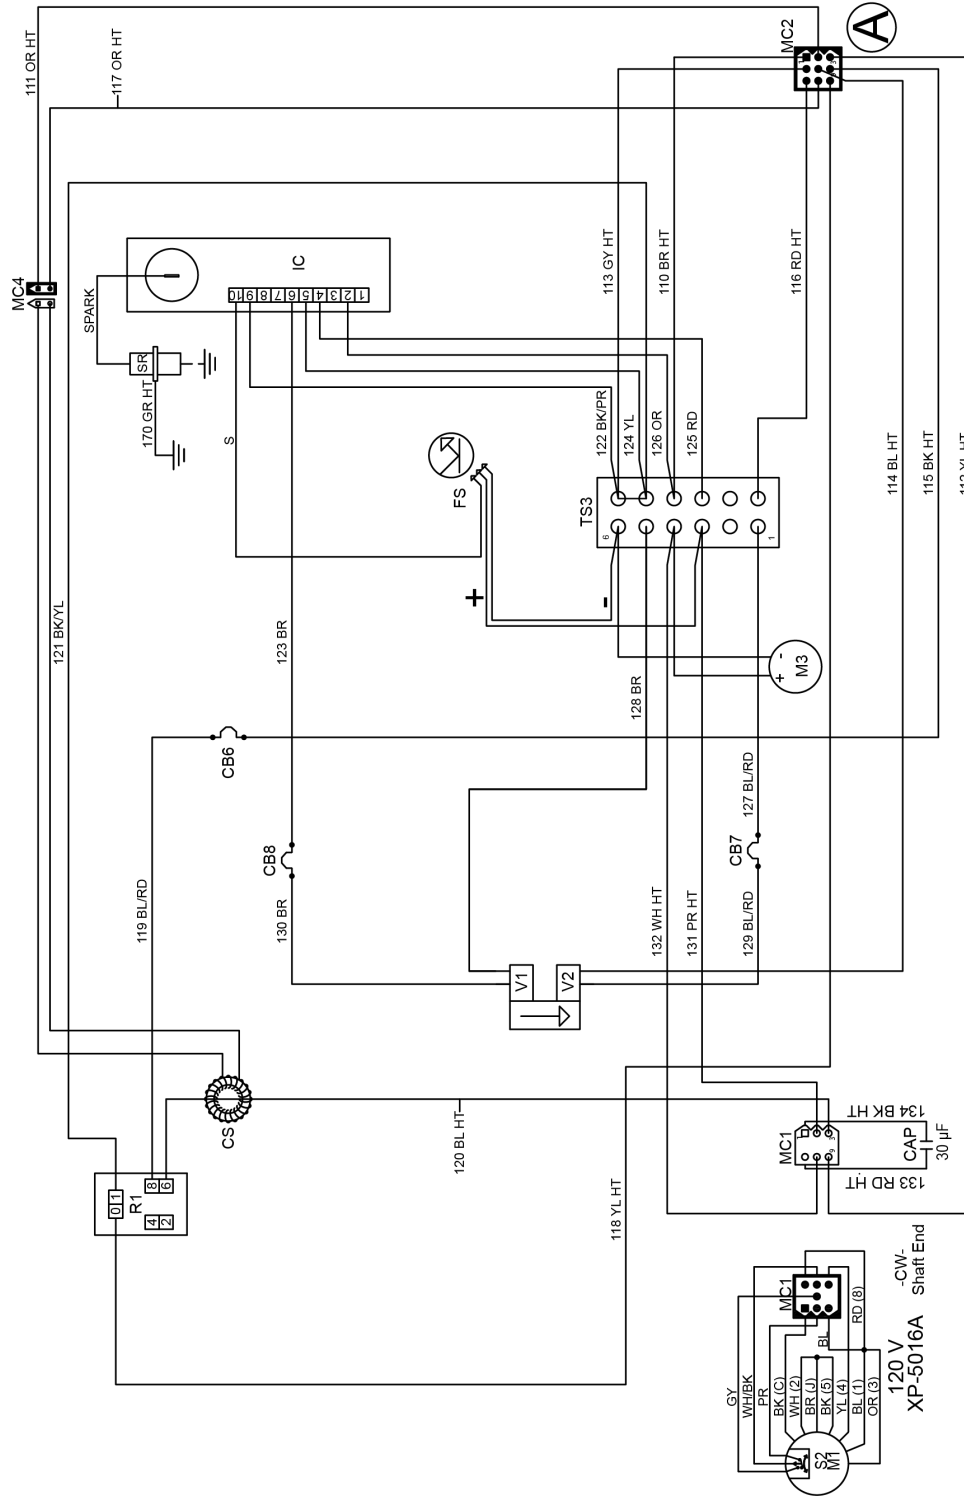 111 OR HT
117 OR HT
MC2
A
MC4
SPARK
SR
170 GR HT
IC
10 9 8 7 6 5 4 3 2 1
S
113 GY HT
110 BR HT
116 RD HT
122 BK/PR
124 YL
126 OR
125 RD
FS
TS3
6
1
+
-
114 BL HT
115 BK HT
121 BK/YL
123 BR
128 BR
+ -
M3
CB6
127 BL/RD
CB8
CB7
119 BL/RD
130 BR
132 WH HT
131 PR HT
129 BL/RD
V1
V2
CS
120 BL HT
134 BK HT
MC1
1
3
9
CAP
30 µF
133 RD HT
0 1
R1
8 6
4 2
118 YL HT
-CW-
Shaft End
MC1
RD (8)
BL
120 V
XP-5016A
GY
WH/BK
PR
BK (C)
WH (2)
BR (J)
BK (5)
YL (4)
BL (1)
OR (3)
S2
M1